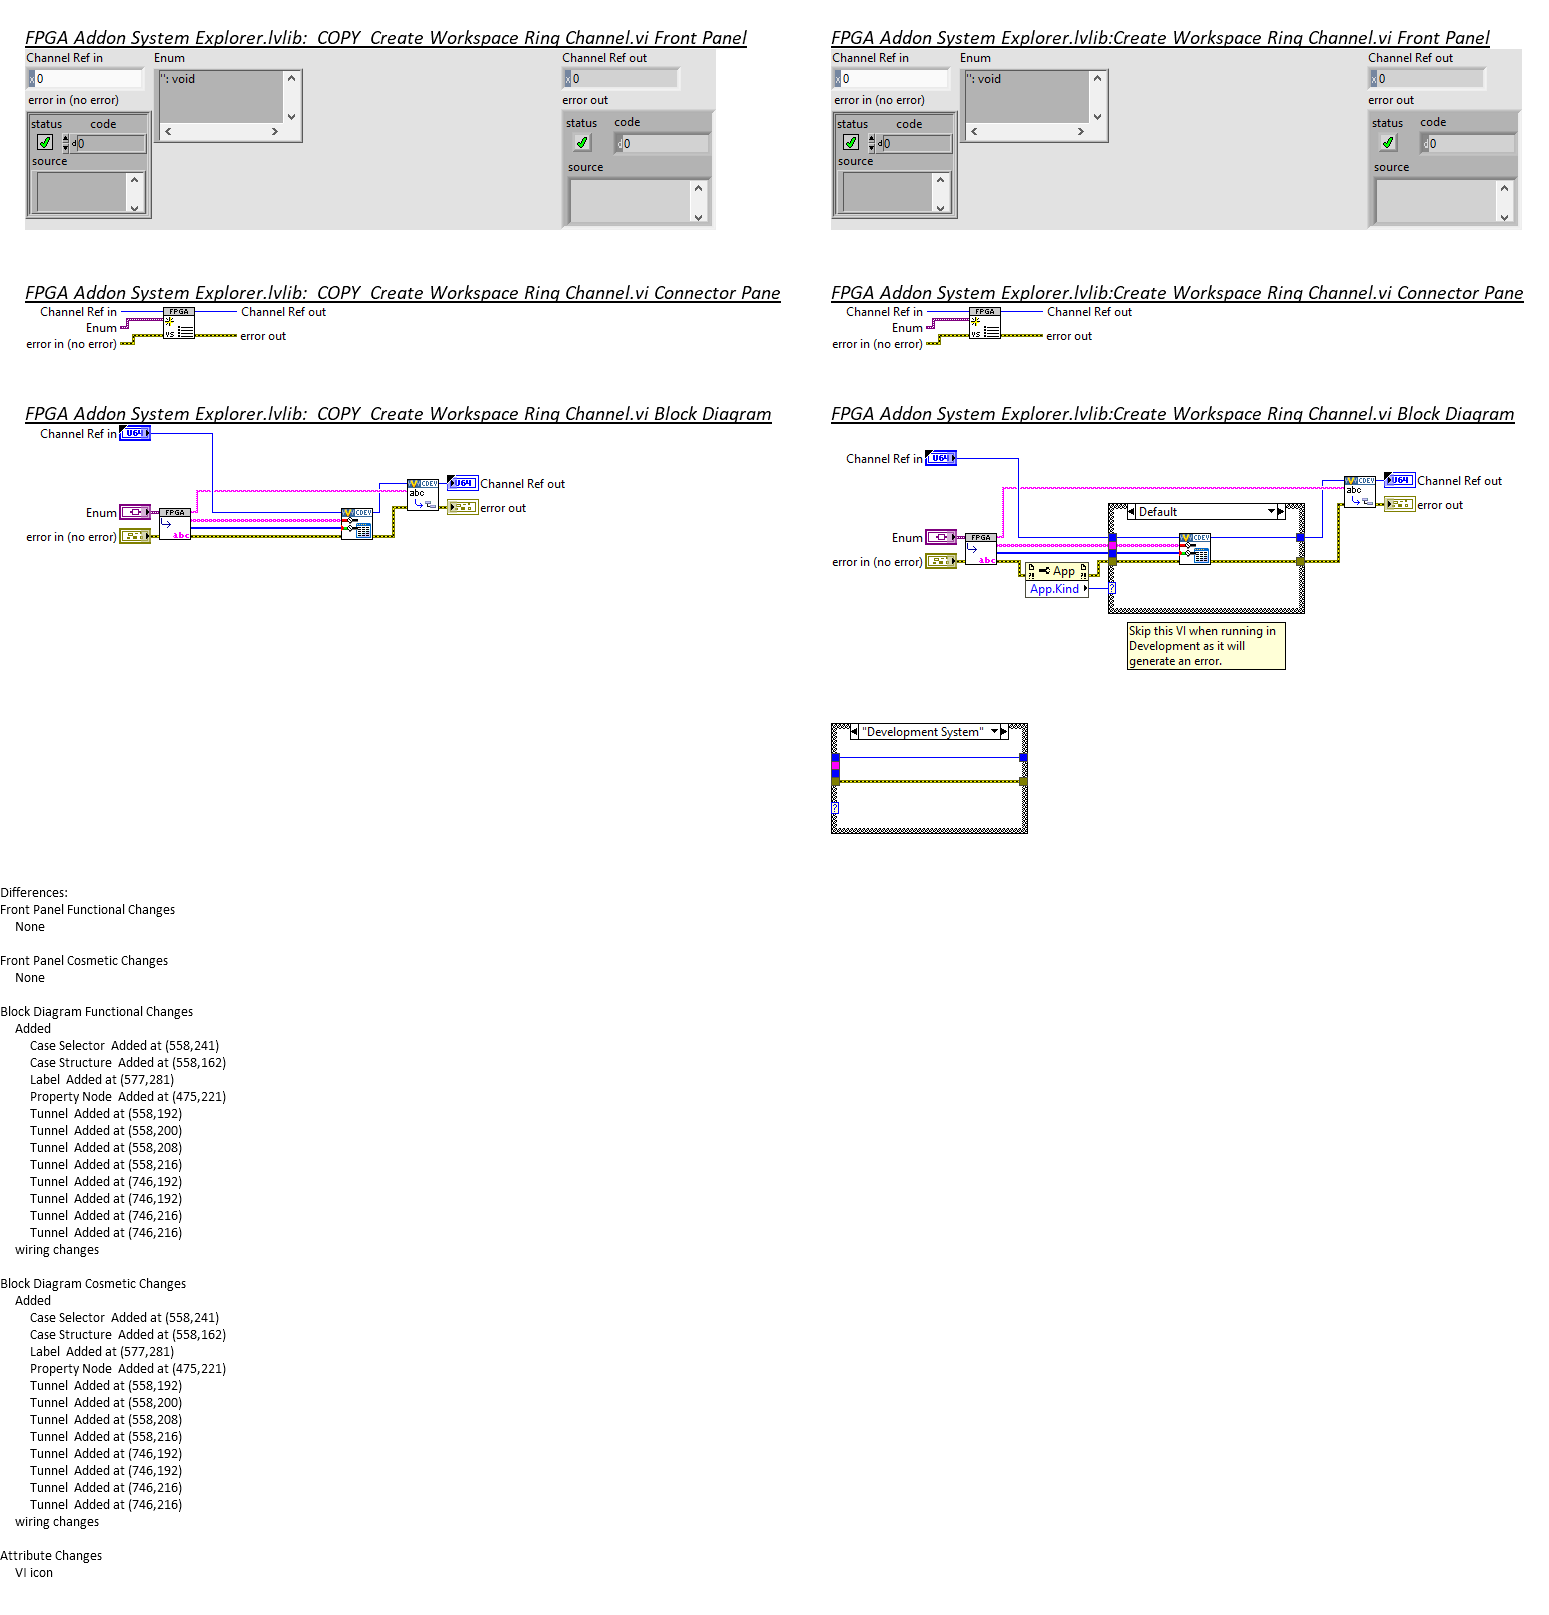 FPGA Addon System Explorer.lvlib:_COPY_Create Workspace Ring Channel.vi Front Panel
Channel Ref in
Enum
Channel Ref out
x 0
'': void
x 0
error in (no error)
error out
status
code
d 0
source
status
code
d 0
source
FPGA Addon System Explorer.lvlib:Create Workspace Ring Channel.vi Front Panel
Channel Ref in
Enum
Channel Ref out
x 0
'': void
x 0
error in (no error)
error out
status
code
d 0
source
status
code
d 0
source
FPGA Addon System Explorer.lvlib:_COPY_Create Workspace Ring Channel.vi Connector Pane
Channel Ref in
FPGA
Channel Ref out
Enum
VS
error in (no error)
error out
FPGA Addon System Explorer.lvlib:Create Workspace Ring Channel.vi Connector Pane
Channel Ref in
FPGA
Channel Ref out
Enum
VS
error in (no error)
error out
FPGA Addon System Explorer.lvlib:_COPY_Create Workspace Ring Channel.vi Block Diagram
Channel Ref in
U64
CDEV
abc
U64
Channel Ref out
Enum
FPGA
abc
CDEV
error out
error in (no error)
FPGA Addon System Explorer.lvlib:Create Workspace Ring Channel.vi Block Diagram
Channel Ref in
U64
CDEV
abc
U64
Channel Ref out
error out
Default
Enum
FPGA
abc
CDEV
error in (no error)
App
App.Kind
?
Skip this VI when running in
Development as it will
generate an error.
"Development System"
?
Differences:
Front Panel Functional Changes
None
Front Panel Cosmetic Changes
None
Block Diagram Functional Changes
Added
Case Selector  Added at (558,241)
Case Structure  Added at (558,162)
Label  Added at (577,281)
Property Node  Added at (475,221)
Tunnel  Added at (558,192)
Tunnel  Added at (558,200)
Tunnel  Added at (558,208)
Tunnel  Added at (558,216)
Tunnel  Added at (746,192)
Tunnel  Added at (746,192)
Tunnel  Added at (746,216)
Tunnel  Added at (746,216)
wiring changes
Block Diagram Cosmetic Changes
Added
Case Selector  Added at (558,241)
Case Structure  Added at (558,162)
Label  Added at (577,281)
Property Node  Added at (475,221)
Tunnel  Added at (558,192)
Tunnel  Added at (558,200)
Tunnel  Added at (558,208)
Tunnel  Added at (558,216)
Tunnel  Added at (746,192)
Tunnel  Added at (746,192)
Tunnel  Added at (746,216)
Tunnel  Added at (746,216)
wiring changes
Attribute Changes
VI icon